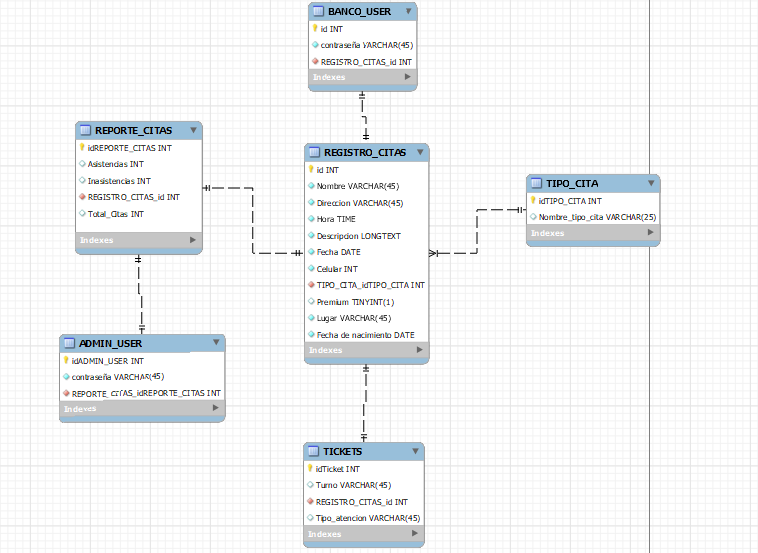 BANCO_USER
id INT
contraseña VARCHAR(45)
REGISTRO_CITAS_id INT
Indexes
REPORTE_CITAS
idREPORTE_CITAS INT
Asistencias INT
Inasistencias INT
REGISTRO_CITAS_id INT
Total_Citas INT
Indexes
REGISTRO_CITAS
id INT
Nombre VARCHAR(45)
Direccion VARCHAR(45)
Hora TIME
Descripcion LONGTEXT
Fecha DATE
Celular INT
TIPO_CITA_idTIPO_CITA INT
Premium TINYINT(1)
Lugar VARCHAR(45)
Fecha de nacimiento DATE
Indexes
TIPO_CITA
idTIPO_CITA INT
Nombre_tipo_cita VARCHAR(25)
Indexes
ADMIN_USER
idADMIN_USER INT
contraseña VARCHAR(45)
REPORTE_CITAS_idREPORTE_CITAS INT
Indexes
TICKETS
idTicket INT
Turno VARCHAR(45)
REGISTRO_CITAS_id INT
Tipo_atencion VARCHAR(45)
Indexes